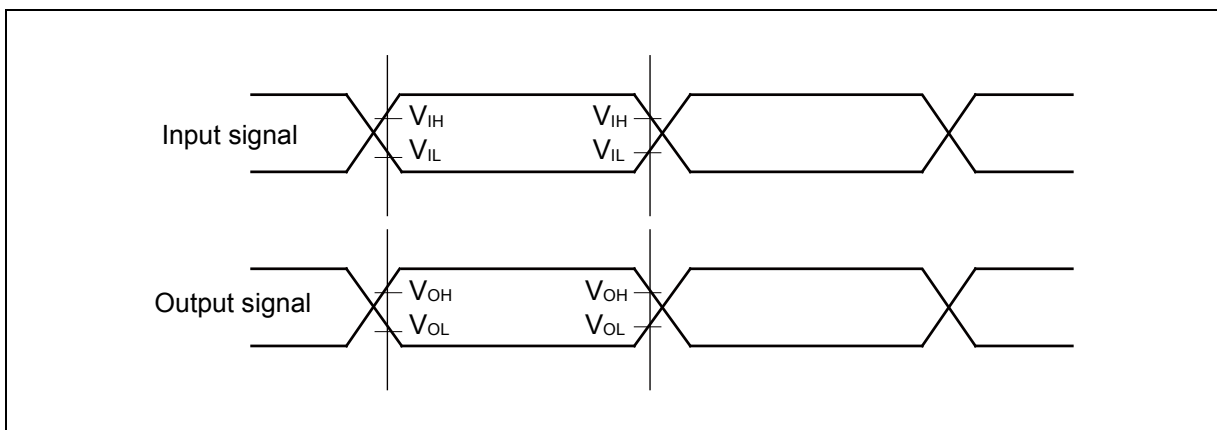 Input signal
VIH VIH
VIL VIL
Output signal
VOH VOH
VOL VOL